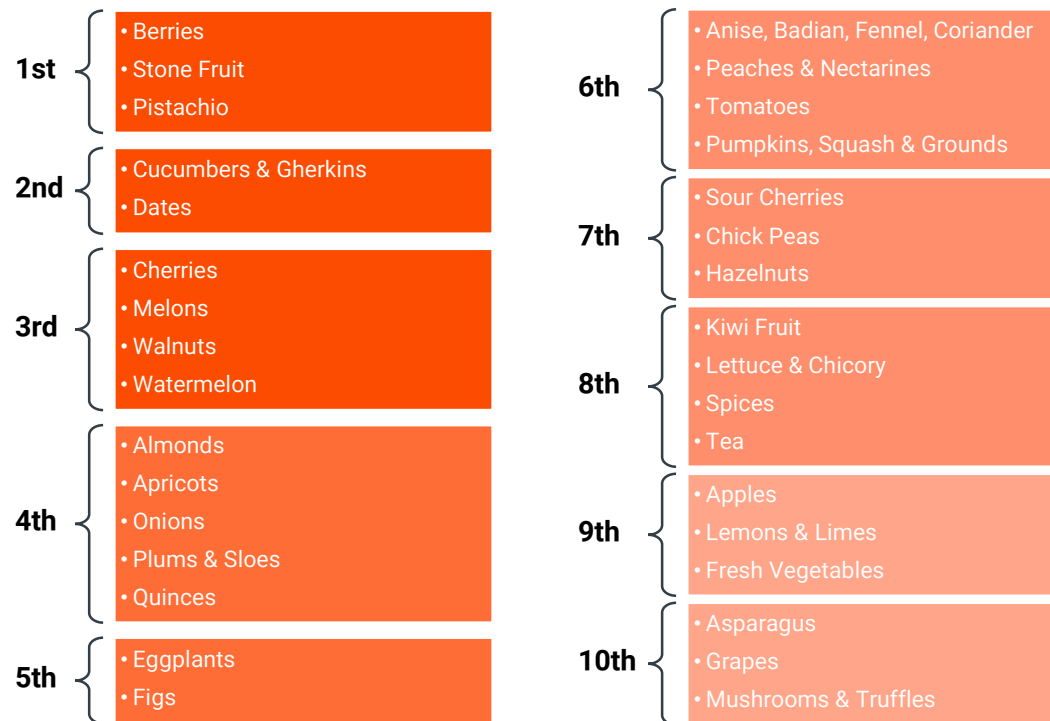 1st
• Berries
• Stone Fruit
• Pistachio
2nd
• Cucumbers & Gherkins
• Dates
3rd
• Cherries
• Melons
• Walnuts
• Watermelon
4th
• Almonds
• Apricots
• Onions
• Plums & Sloes
• Quinces
5th
• Eggplants
• Figs
6th
• Anise, Badian, Fennel, Coriander
• Peaches & Nectarines
• Tomatoes
• Pumpkins, Squash & Grounds
7th
• Sour Cherries
• Chick Peas
• Hazelnuts
8th
• Kiwi Fruit
• Lettuce & Chicory
• Spices
• Tea
9th
• Apples
• Lemons & Limes
• Fresh Vegetables
10th
• Asparagus
• Grapes
• Mushrooms & Truffles